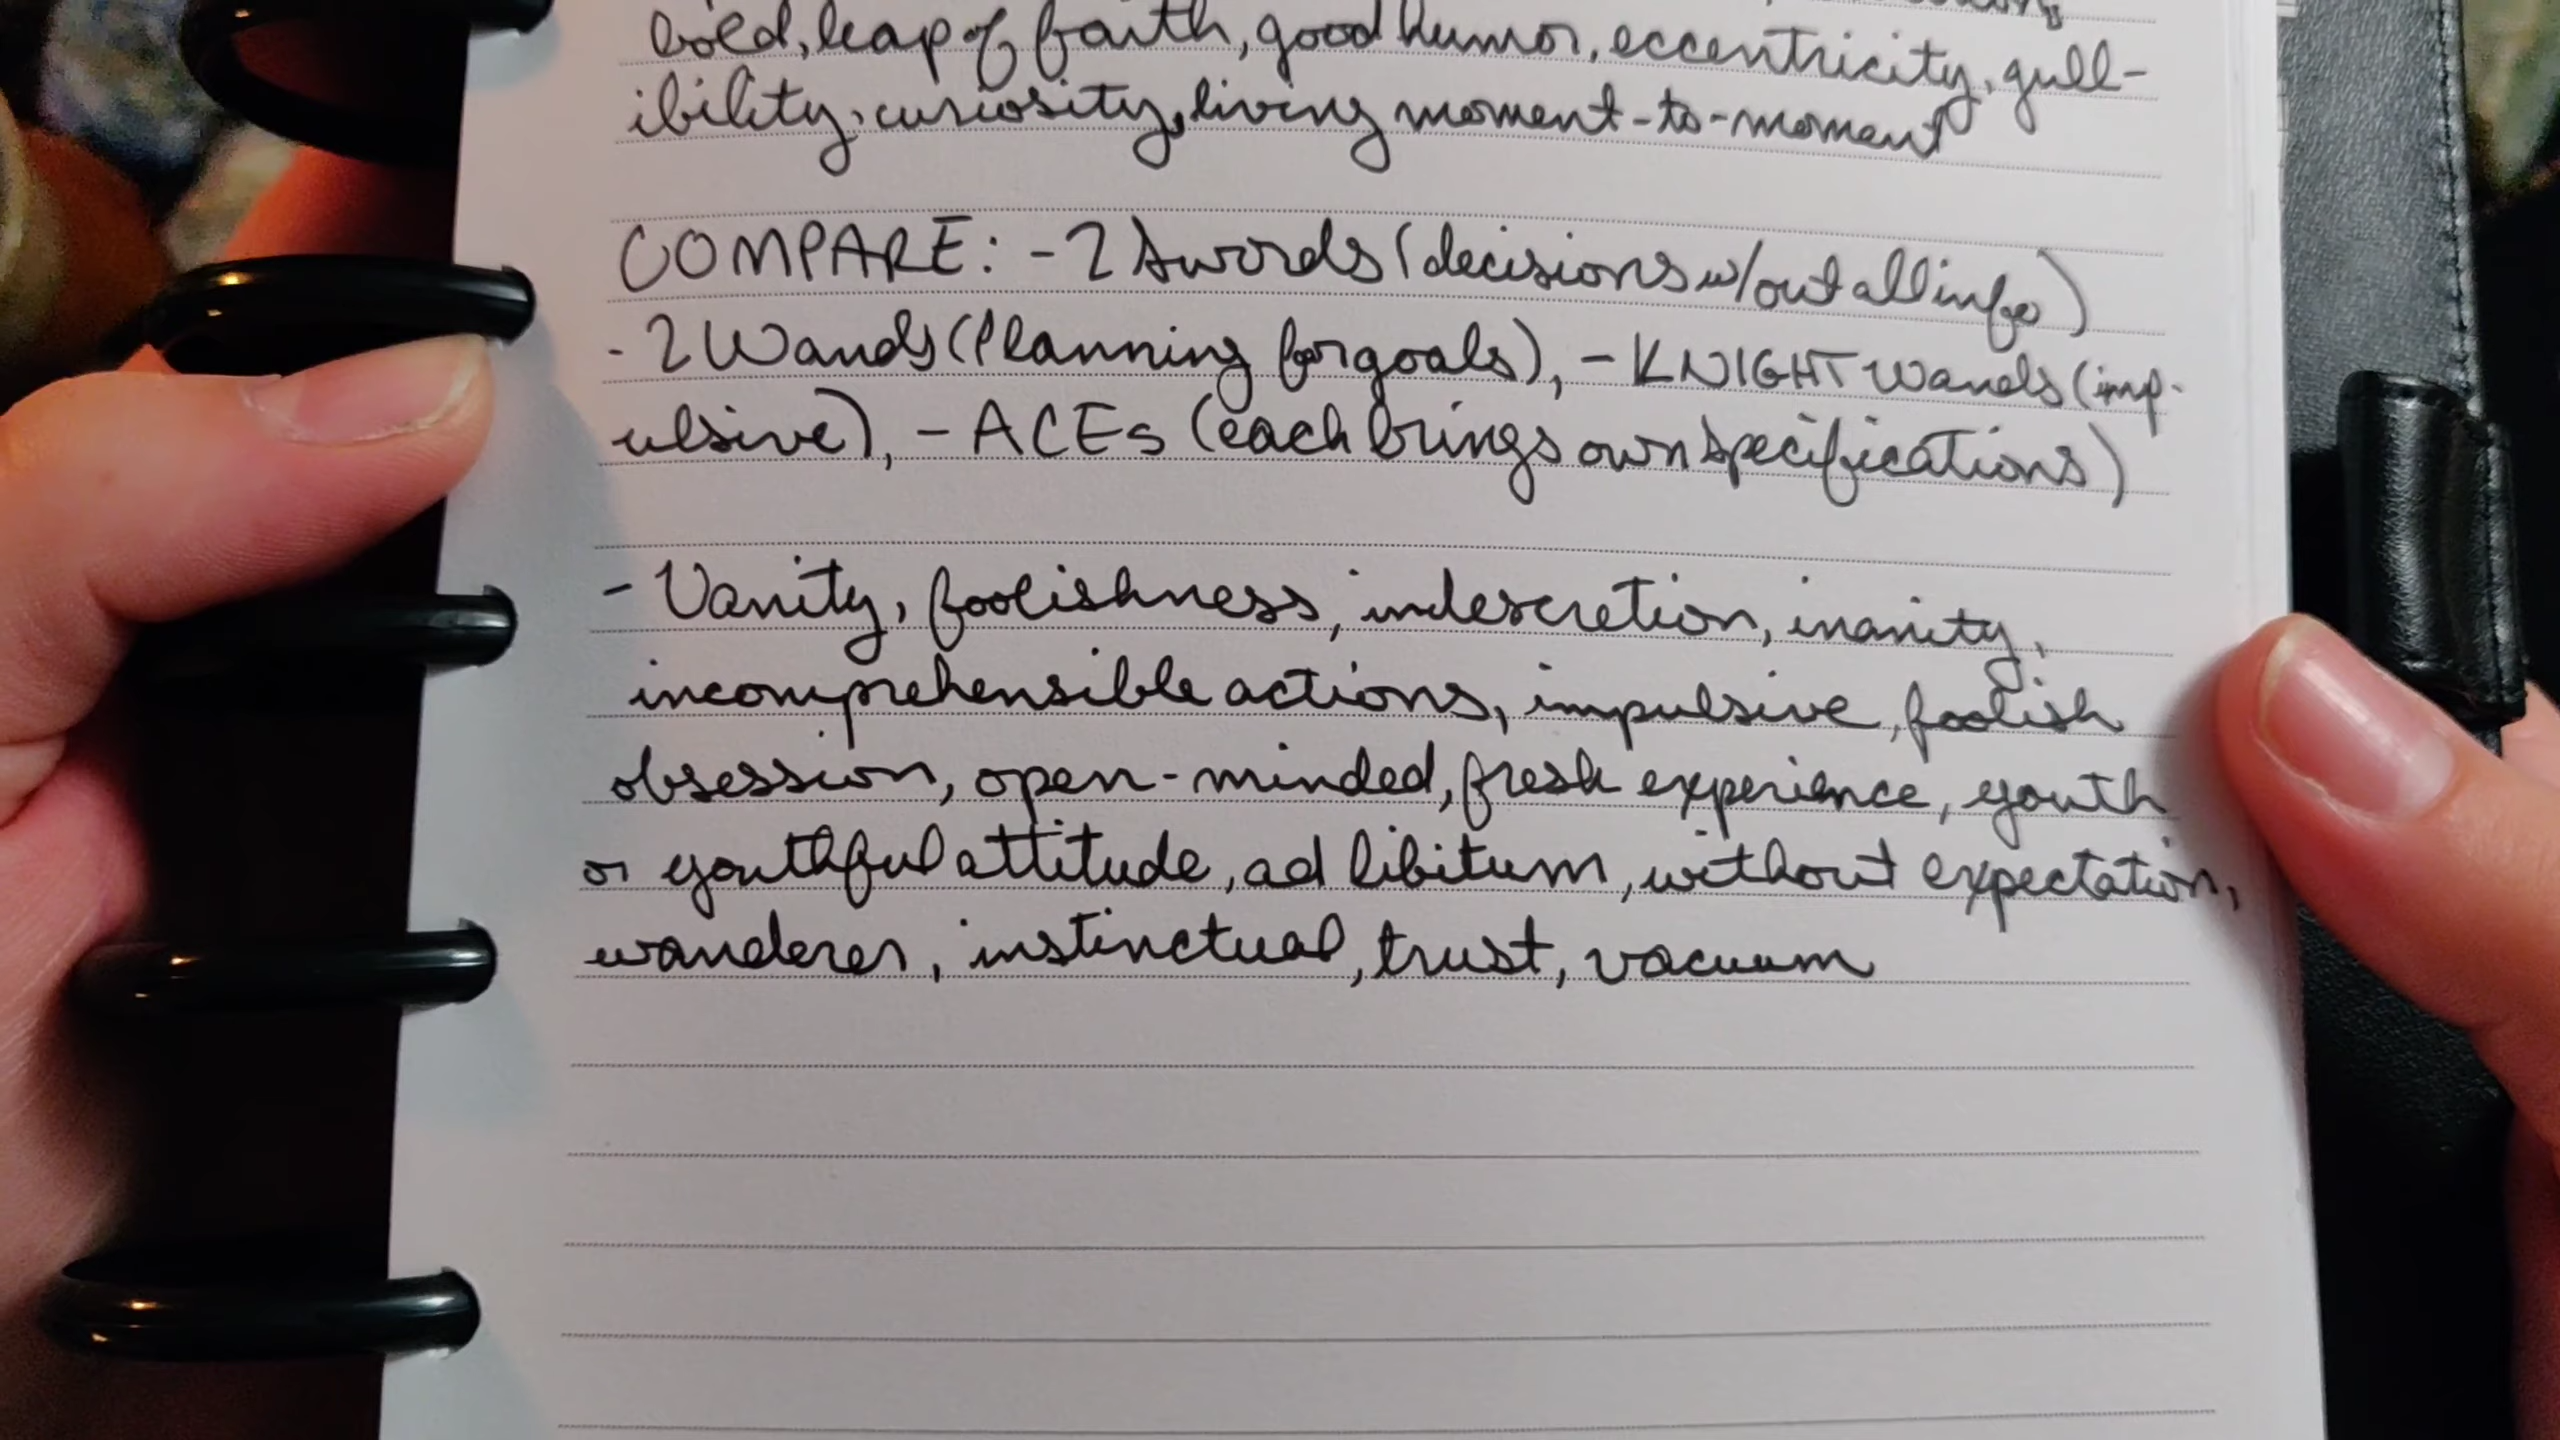 bold, leap of faith, good humor, eccentricity, gull-
ibility, curiosity, living moment-to-moment
COMPARE: - 2 Swords (decisions w/out all info)
- 2 Wands (Planning for goals), - KNIGHT Wands (imp-
ulsive), - ACEs (each brings own specifications)
- Vanity, foolishness, indescretion, inanity,
incomprehensible actions, impulsive, foolish
obsession, open-minded, fresh experience, youth
or youthful attitude, ad libitum, without expectation,
wanderer, instinctual, trust, vacuum